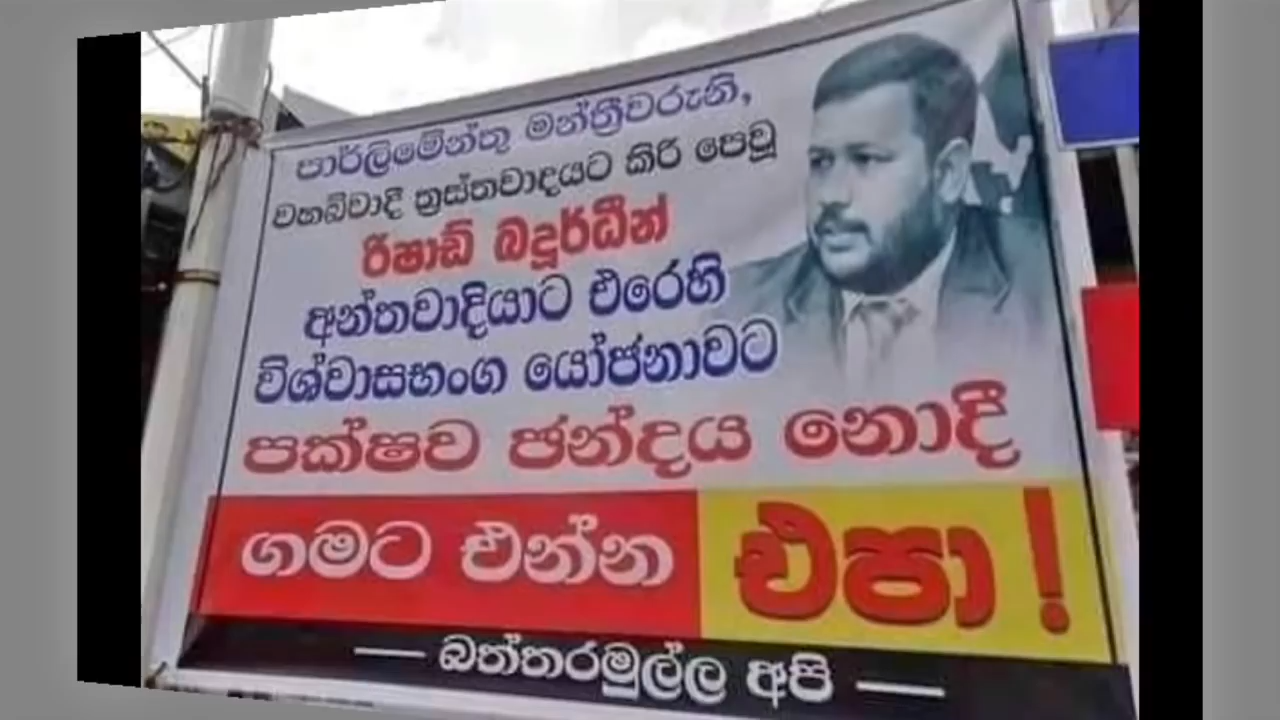 පාර්ලිමේන්තු මන්ත්‍රීවරුනි,
වහබ්වාදී ත්‍රස්තවාදයට කිරි පෙවූ
රිෂාඩ් බදූර්ධීන්
අන්තවාදියාට එරෙහි
විශ්වාසභංග යෝජනාවට
පක්ෂව ඡන්දය නොදී
ගමට එන්න එපා!
— බත්තරමුල්ල අපි —